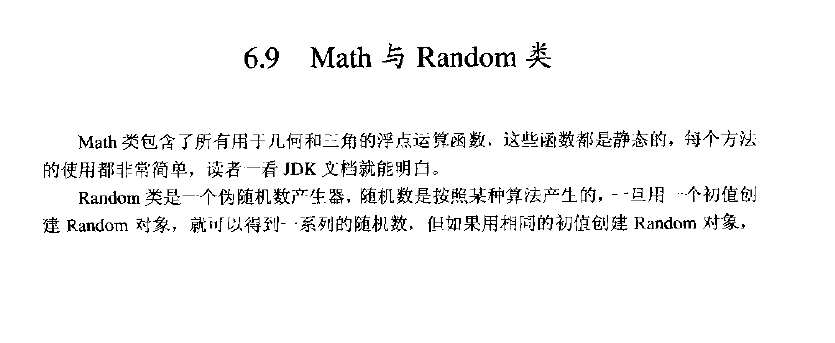 6.9 Math 与 Random 类
Math 类包含了所有用于几何和三角的浮点运算函数，这些函数都是静态的，每个方法
的使用都非常简单，读者一看 JDK 文档就能明白。
Random 类是一个伪随机数产生器，随机数是按照某种算法产生的，一旦用一个初值创
建 Random 对象，就可以得到一系列的随机数，但如果用相同的初值创建 Random 对象，